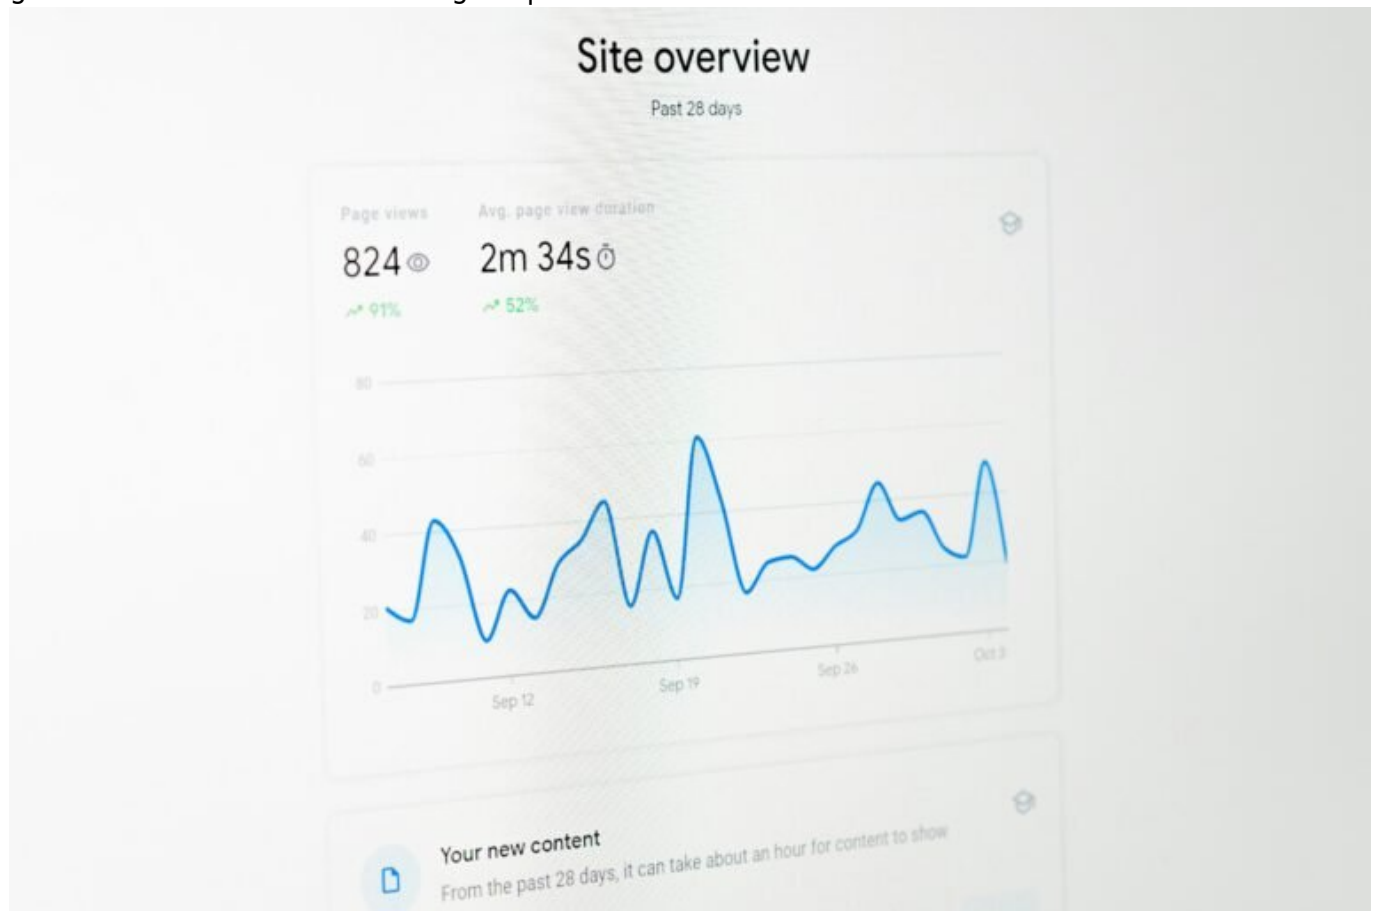 Site overview
Past 28 days
Page views
Avg. page view duration
824
2m 34s
91%
52%
80
60
40
20
0
Sep 12
Sep 19
Sep 26
Oct 3
Your new content
From the past 28 days, it can take about an hour for content to show